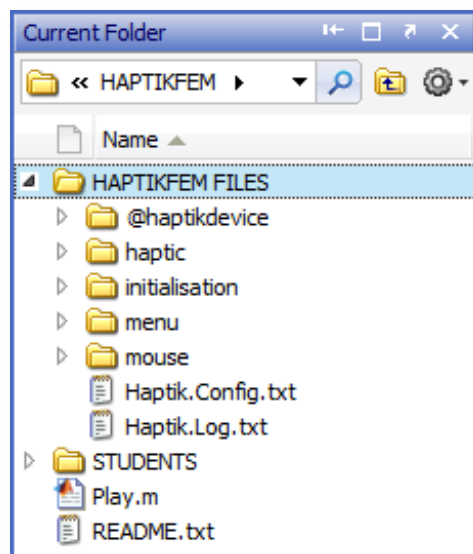 Current Folder
« HAPTIKFEM
Name
HAPTIKFEM FILES
@haptikdevice
haptic
initialisation
menu
mouse
Haptik.Config.txt
Haptik.Log.txt
STUDENTS
Play.m
README.txt